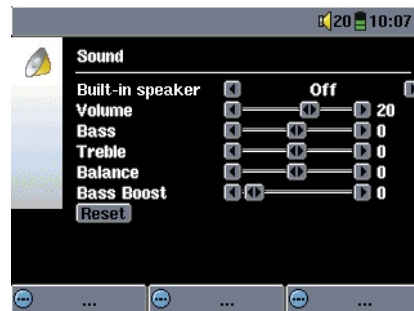 20 10:07
Sound
Built-in speaker Off
Volume 20
Bass 0
Treble 0
Balance 0
Bass Boost 0
Reset
... ... ...